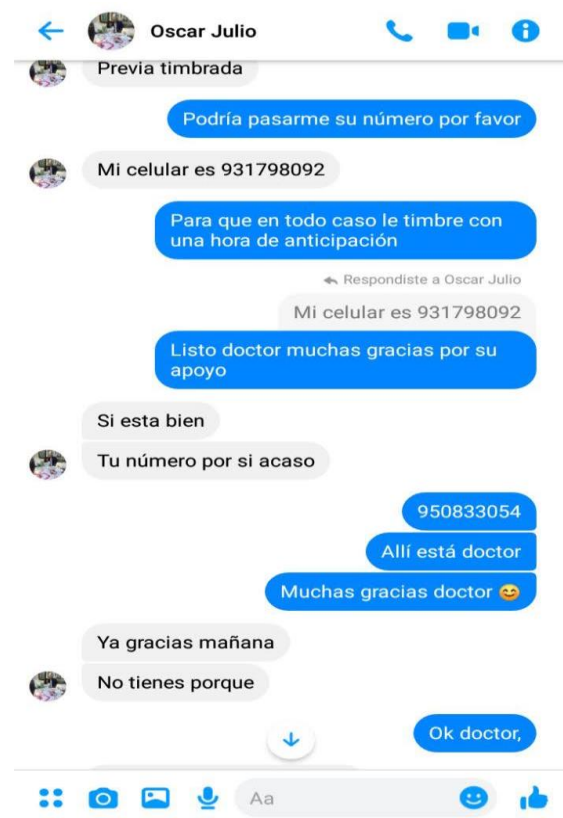 Oscar Julio
Previa timbrada
Podría pasarme su número por favor
Mi celular es 931798092
Para que en todo caso le timbre con
una hora de anticipación
Respondiste a Oscar Julio
Mi celular es 931798092
Listo doctor muchas gracias por su
apoyo
Si esta bien
Tu número por si acaso
950833054
Allí está doctor
Muchas gracias doctor 😊
Ya gracias mañana
No tienes porque
Ok doctor,
Aa